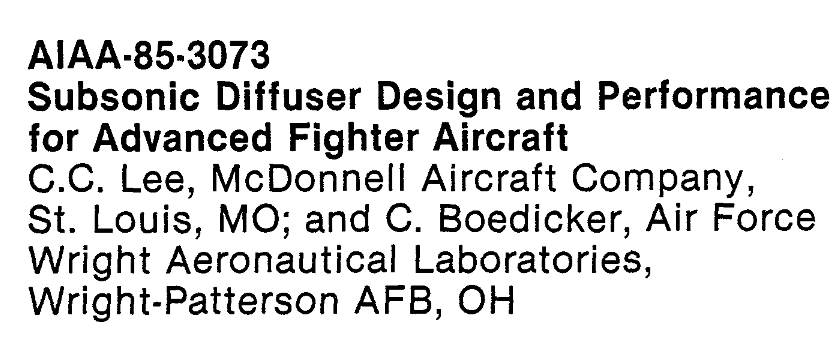 AIAA-85-3073
Subsonic Diffuser Design and Performance
for Advanced Fighter Aircraft
C.C. Lee, McDonnell Aircraft Company,
St. Louis, MO; and C. Boedicker, Air Force
Wright Aeronautical Laboratories,
Wright-Patterson AFB, OH